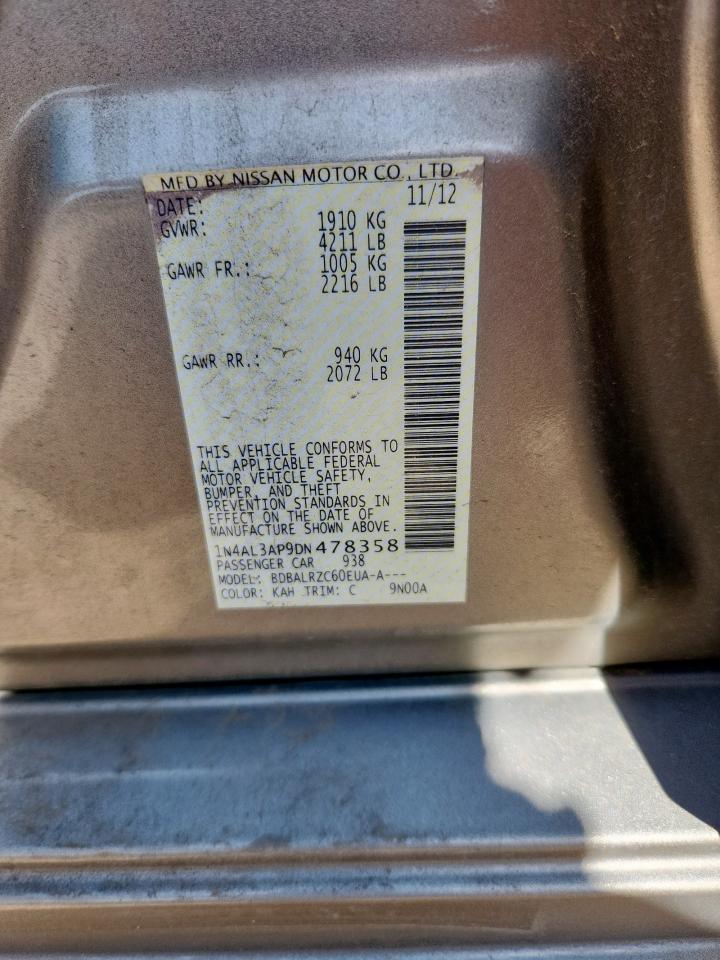 MFD BY NISSAN MOTOR CO., LTD.
DATE: 11/12
GVWR: 1910 KG
4211 LB
GAWR FR.: 1005 KG
2216 LB
GAWR RR.: 940 KG
2072 LB
THIS VEHICLE CONFORMS TO
ALL APPLICABLE FEDERAL
MOTOR VEHICLE SAFETY,
BUMPER, AND THEFT
PREVENTION STANDARDS IN
EFFECT ON THE DATE OF
MANUFACTURE SHOWN ABOVE.
1N4AL3AP9DN478358
PASSENGER CAR 938
MODEL: BDBALRZC60EUA-A---
COLOR: KAH TRIM: C 9N00A